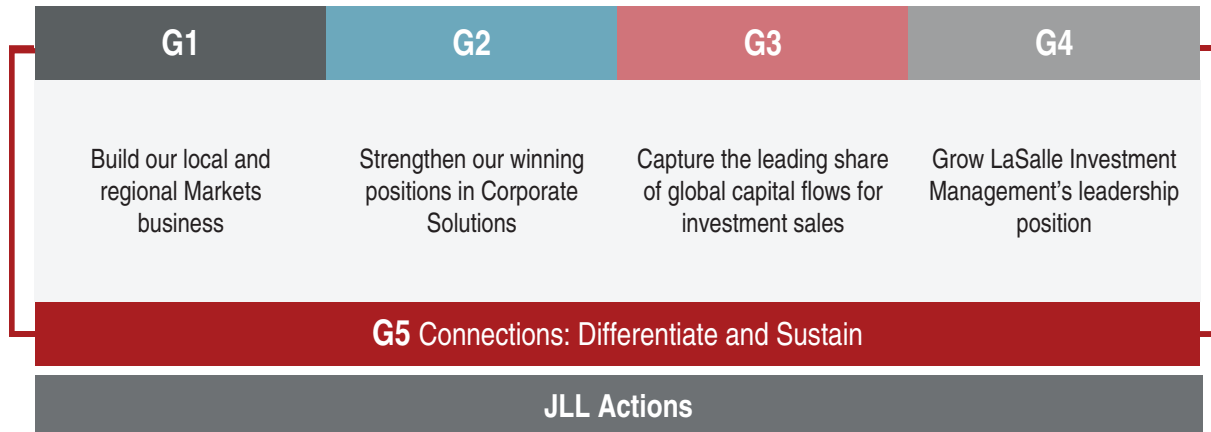 G1
G2
G3
G4
Build our local and
regional Markets
business
Strengthen our winning
positions in Corporate
Solutions
Capture the leading share
of global capital flows for
investment sales
Grow LaSalle Investment
Management’s leadership
position
G5 Connections: Differentiate and Sustain
JLL Actions